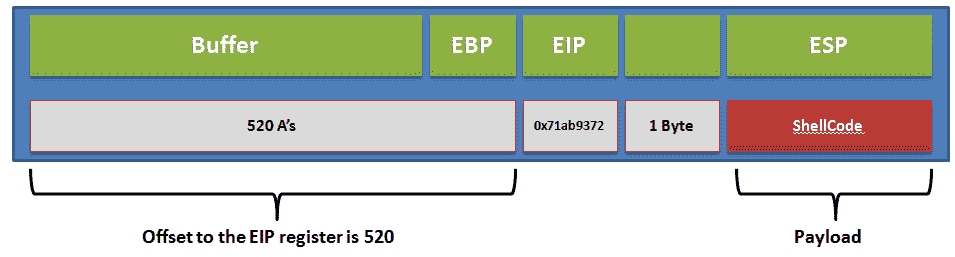 Buffer EBP EIP ESP
520 A's 0x71ab9372 1 Byte ShellCode
Offset to the EIP register is 520 Payload